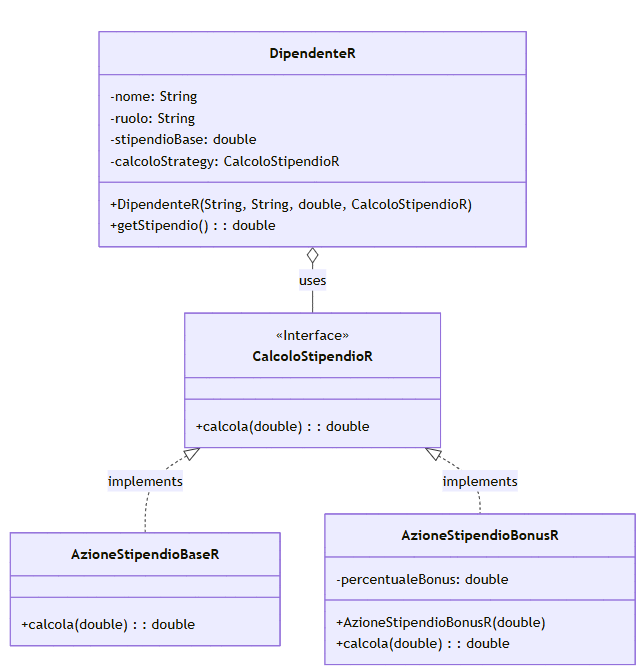 DipendenteR
-nome: String
-ruolo: String
-stipendioBase: double
-calcoloStrategy: CalcoloStipendioR
+DipendenteR(String, String, double, CalcoloStipendioR)
+getStipendio() : : double
uses
«Interface»
CalcoloStipendioR
+calcola(double) : : double
implements
implements
AzioneStipendioBaseR
+calcola(double) : : double
AzioneStipendioBonusR
-percentualeBonus: double
+AzioneStipendioBonusR(double)
+calcola(double) : : double